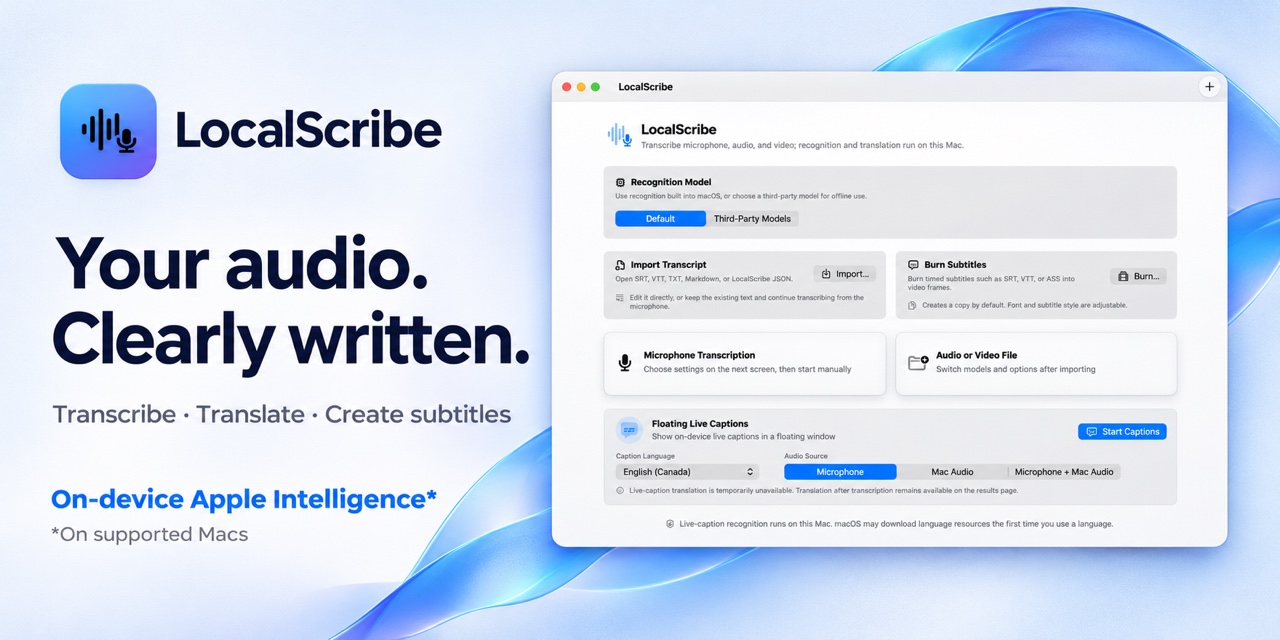 LocalScribe
Your audio.
Clearly written.
Transcribe · Translate · Create subtitles
On-device Apple Intelligence*
*On supported Macs
LocalScribe
LocalScribe
Transcribe microphone, audio, and video; recognition and translation run on this Mac.
Recognition Model
Use recognition built into macOS, or choose a third-party model for offline use.
Default
Third-Party Models
Import Transcript
Open SRT, VTT, TXT, Markdown, or LocalScribe JSON.
Import...
Edit it directly, or keep the existing text and continue transcribing from the
microphone.
Burn Subtitles
Burn timed subtitles such as SRT, VTT, or ASS into
video frames.
Burn...
Creates a copy by default. Font and subtitle style are adjustable.
Microphone Transcription
Choose settings on the next screen, then start manually
Audio or Video File
Switch models and options after importing
Floating Live Captions
Show on-device live captions in a floating window
Start Captions
Caption Language
English (Canada)
Audio Source
Microphone
Mac Audio
Microphone + Mac Audio
Live-caption translation is temporarily unavailable. Translation after transcription remains available on the results page.
Live-caption recognition runs on this Mac. macOS may download language resources the first time you use a language.